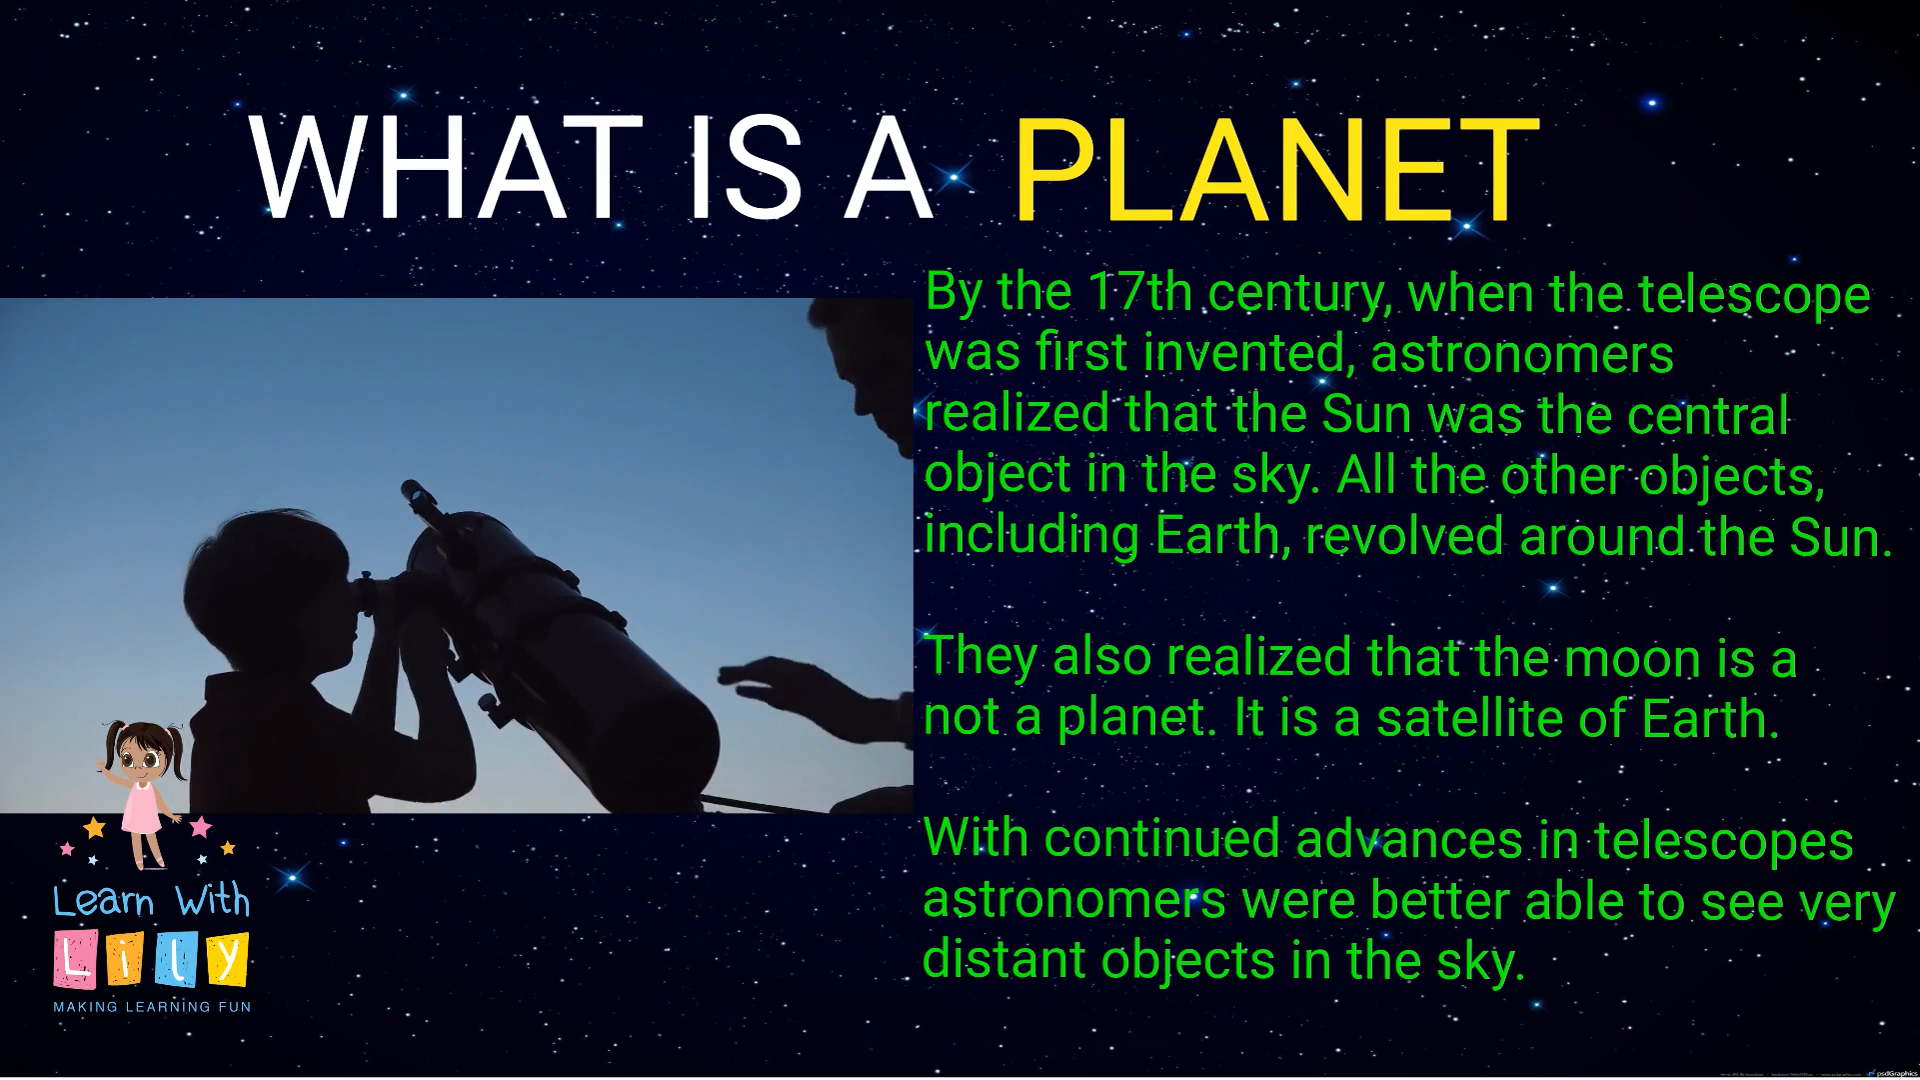 WHAT IS A PLANET
By the 17th century, when the telescope
was first invented, astronomers
realized that the Sun was the central
object in the sky. All the other objects,
including Earth, revolved around the Sun.
They also realized that the moon is a
not a planet. It is a satellite of Earth.
With continued advances in telescopes
astronomers were better able to see very
distant objects in the sky.
Learn With
Lily
MAKING LEARNING FUN
psdGraphics